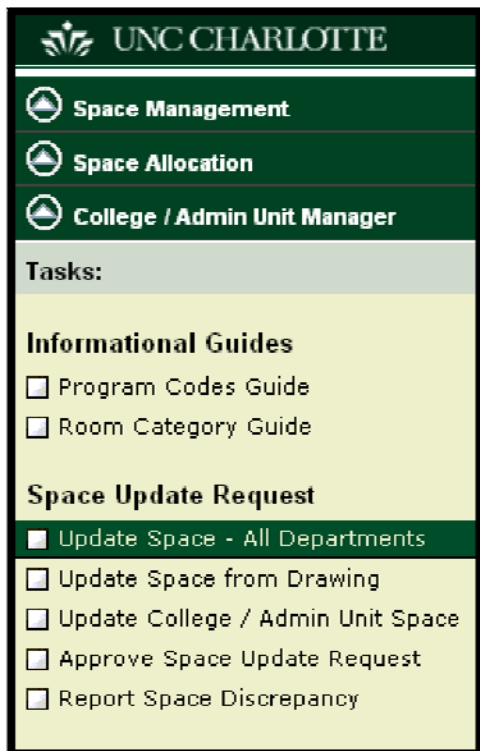 UNC CHARLOTTE
Space Management
Space Allocation
College / Admin Unit Manager
Tasks:
Informational Guides
Program Codes Guide
Room Category Guide
Space Update Request
Update Space - All Departments
Update Space from Drawing
Update College / Admin Unit Space
Approve Space Update Request
Report Space Discrepancy